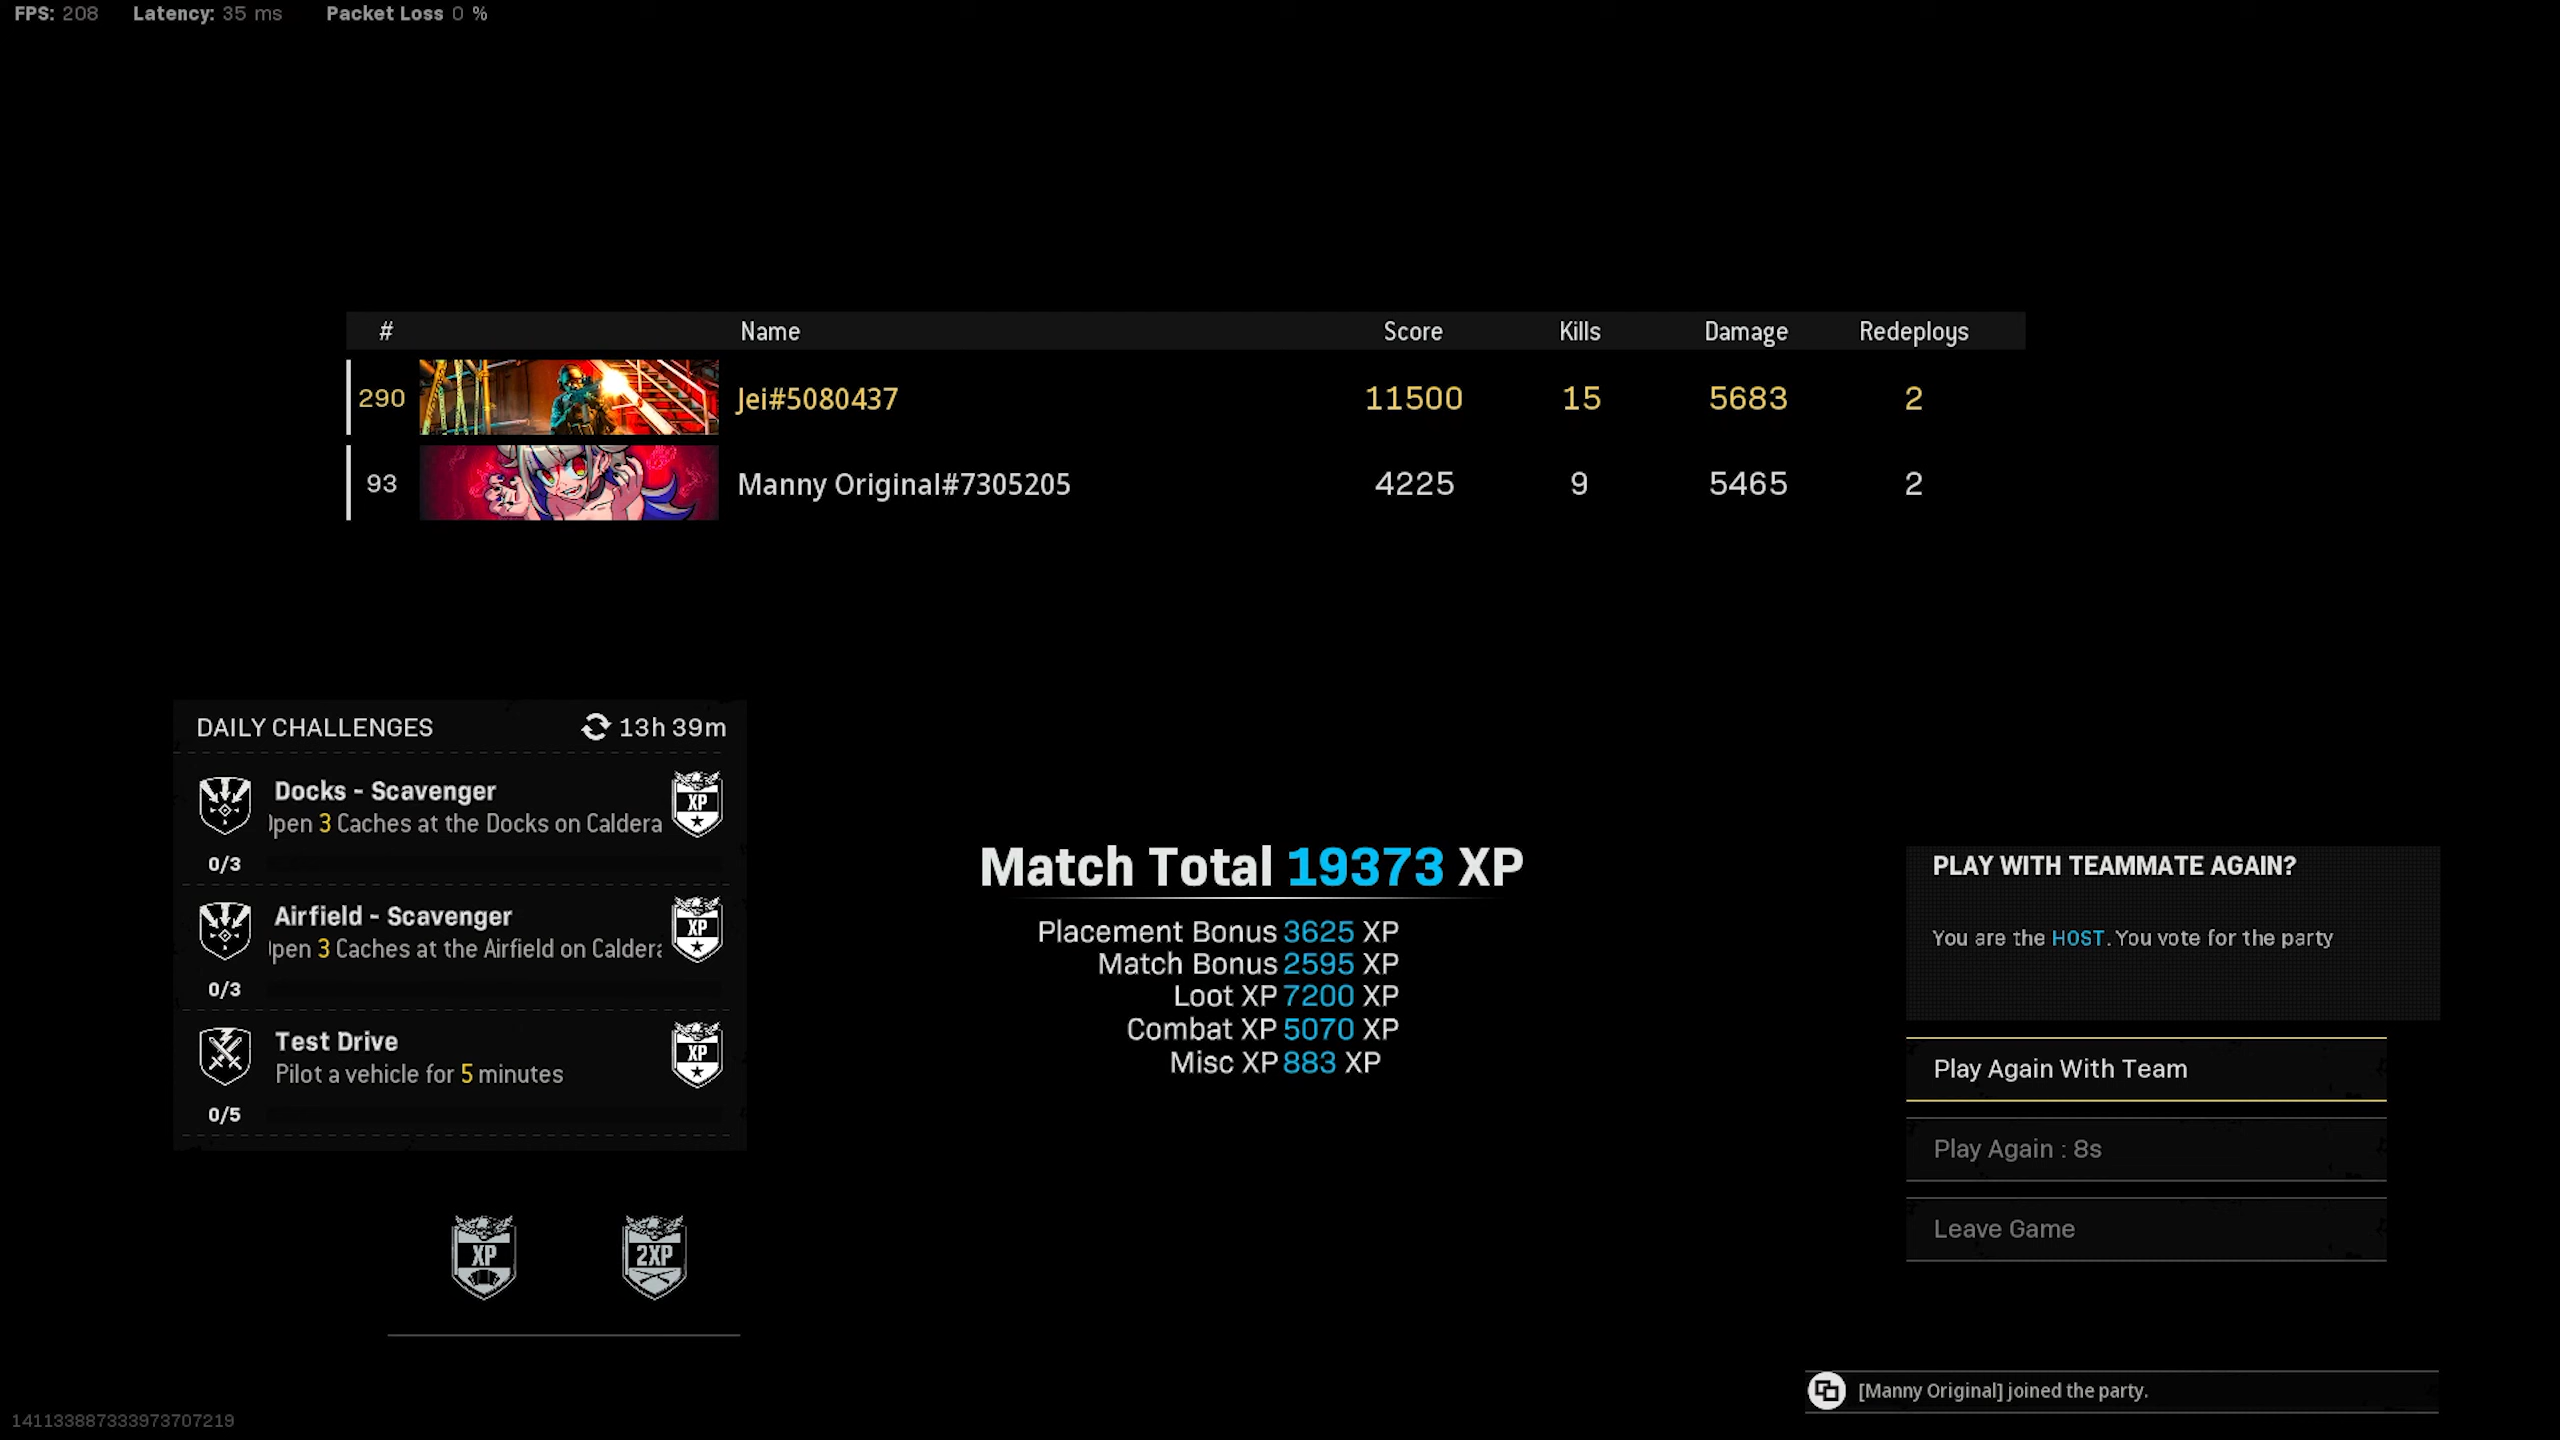 FPS: 208 Latency: 35 ms Packet Loss 0 %
# Name Score Kills Damage Redeploys
290 Jei#5080437 11500 15 5683 2
93 Manny Original#7305205 4225 9 5465 2
DAILY CHALLENGES 13h 39m
Docks - Scavenger
XP
Open 3 Caches at the Docks on Caldera
0/3
Airfield - Scavenger
XP
Open 3 Caches at the Airfield on Caldera
0/3
Test Drive
XP
Pilot a vehicle for 5 minutes
0/5
XP 2XP
Match Total 19373 XP
Placement Bonus 3625 XP
Match Bonus 2595 XP
Loot XP 7200 XP
Combat XP 5070 XP
Misc XP 883 XP
PLAY WITH TEAMMATE AGAIN?
You are the HOST. You vote for the party
Play Again With Team
Play Again : 8s
Leave Game
[Manny Original] joined the party.
141133887333973707219